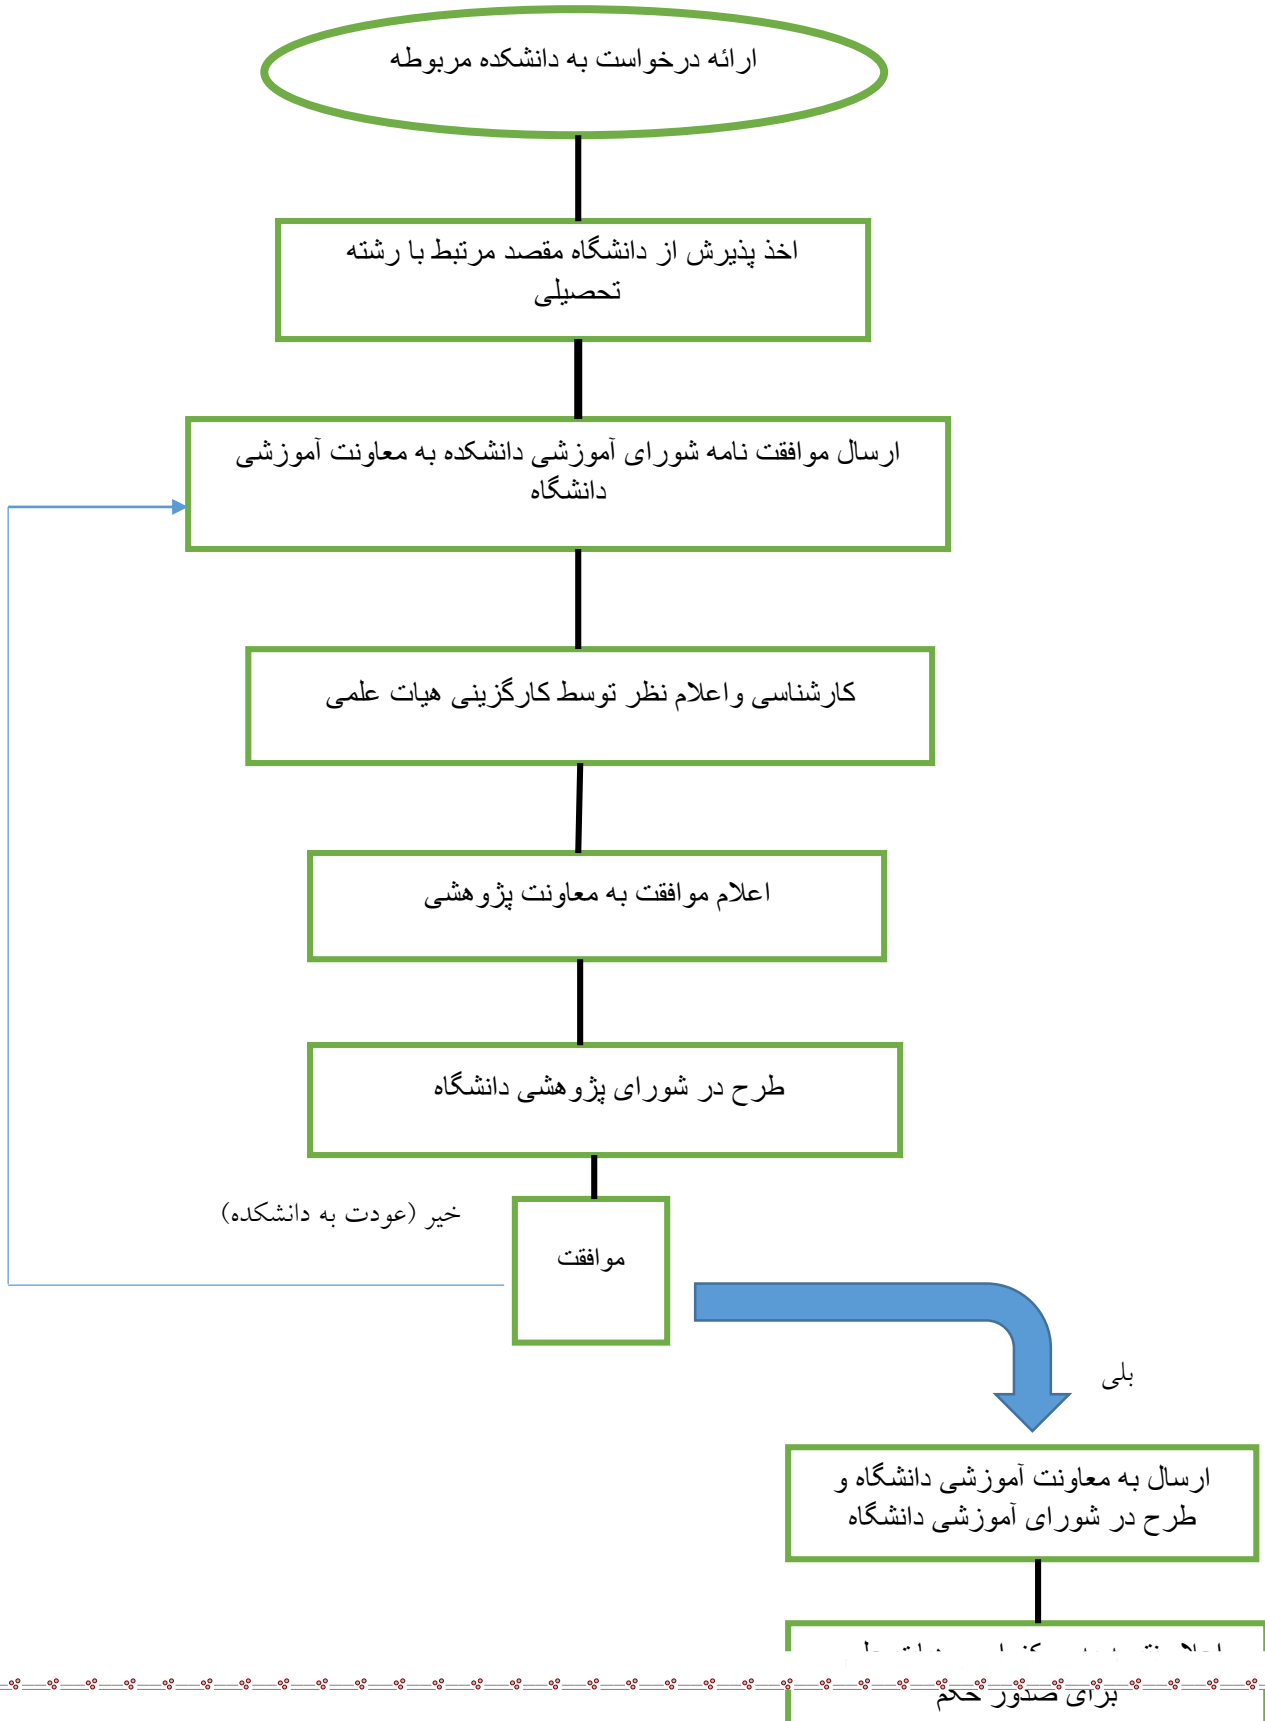 ارائه درخواست به دانشکده مربوطه
اخذ پذیرش از دانشگاه مقصد مرتبط با رشته
تحصیلی
ارسال موافقت نامه شورای آموزشی دانشکده به معاونت آموزشی
دانشگاه
کارشناسی واعلام نظر توسط کارگزینی هیات علمی
اعلام موافقت به معاونت پژوهشی
طرح در شورای پژوهشی دانشگاه
خیر (عودت به دانشکده)
موافقت
بلی
ارسال به معاونت آموزشی دانشگاه و
طرح در شورای آموزشی دانشگاه
برای صدور حکم